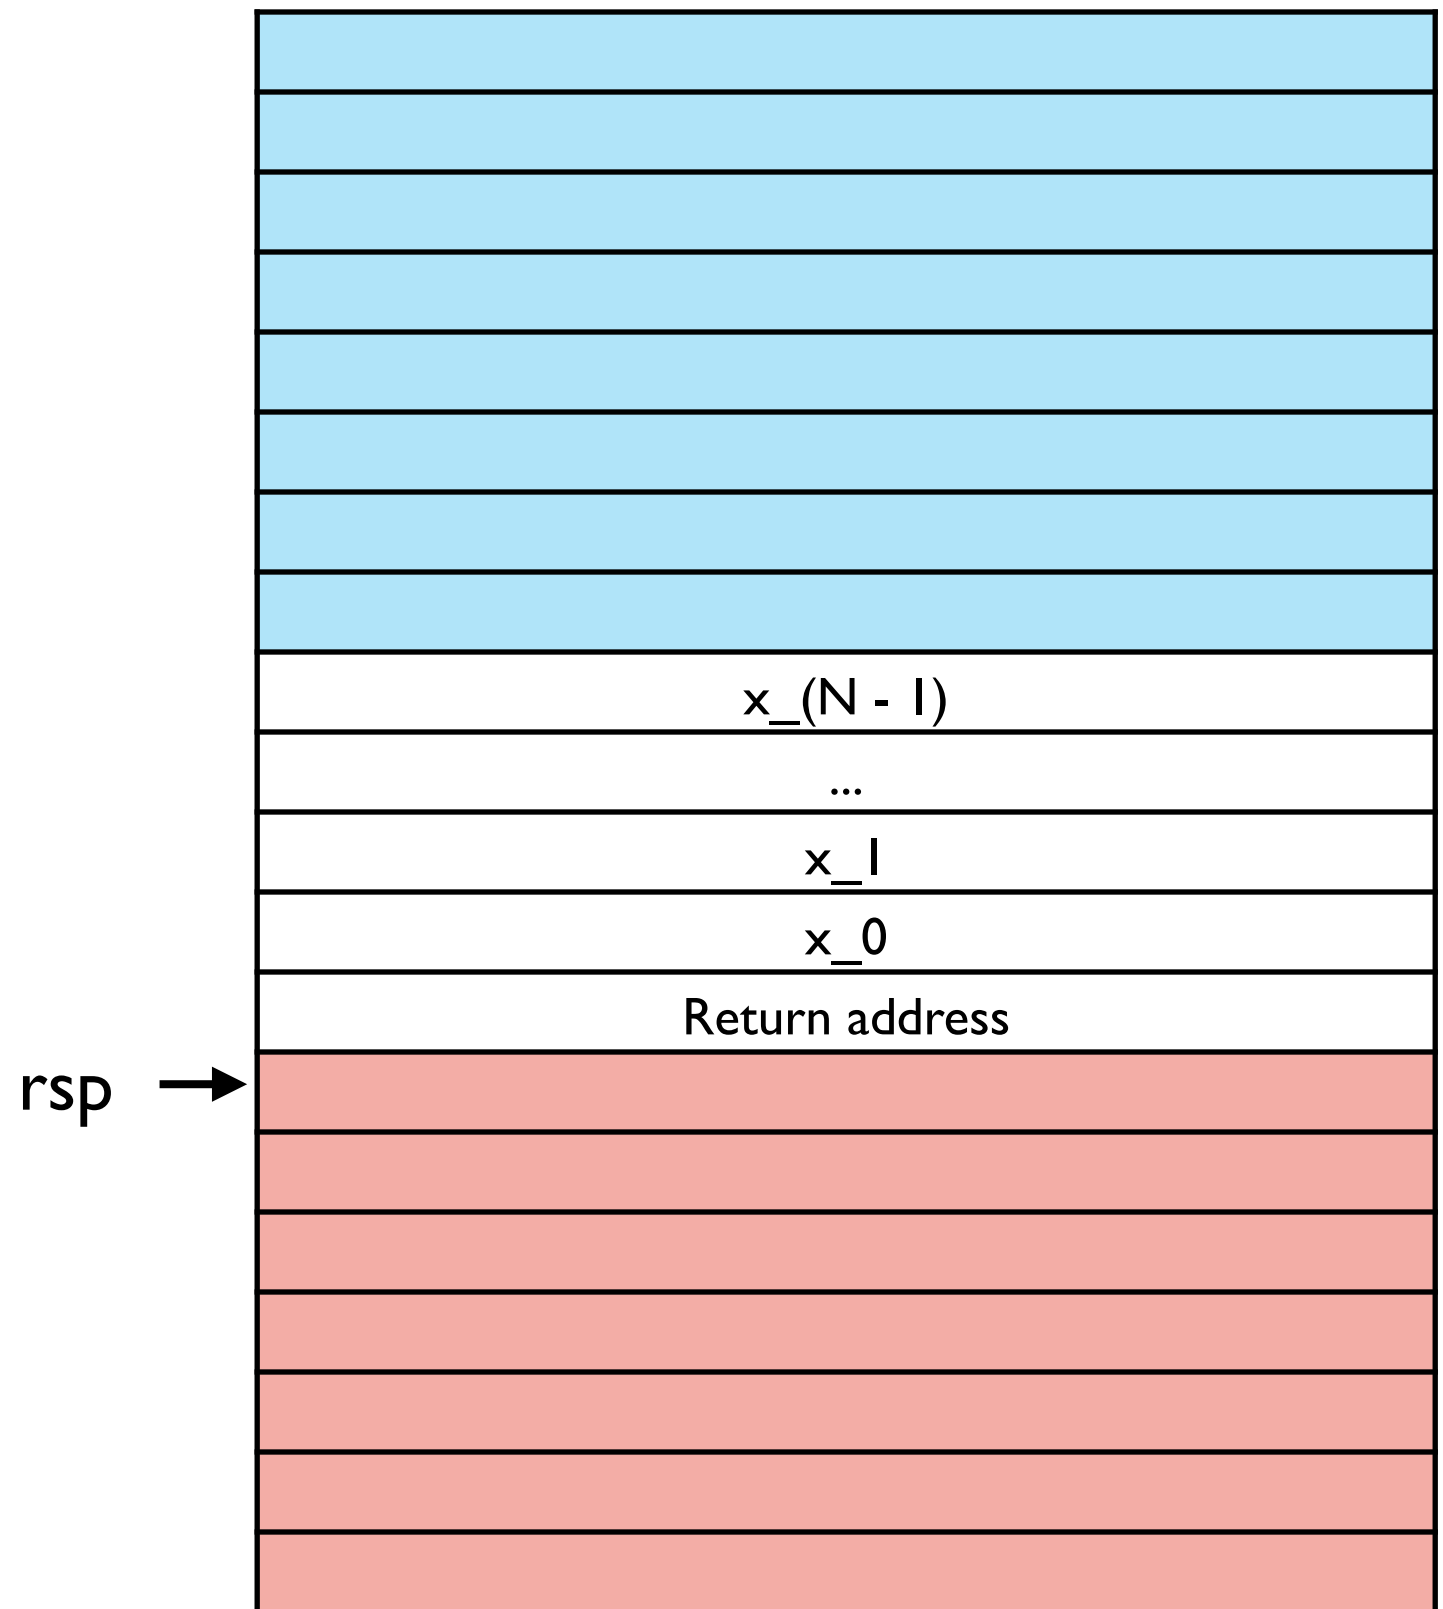 x_(N - 1)
...
x_1
x_0
Return address
rsp